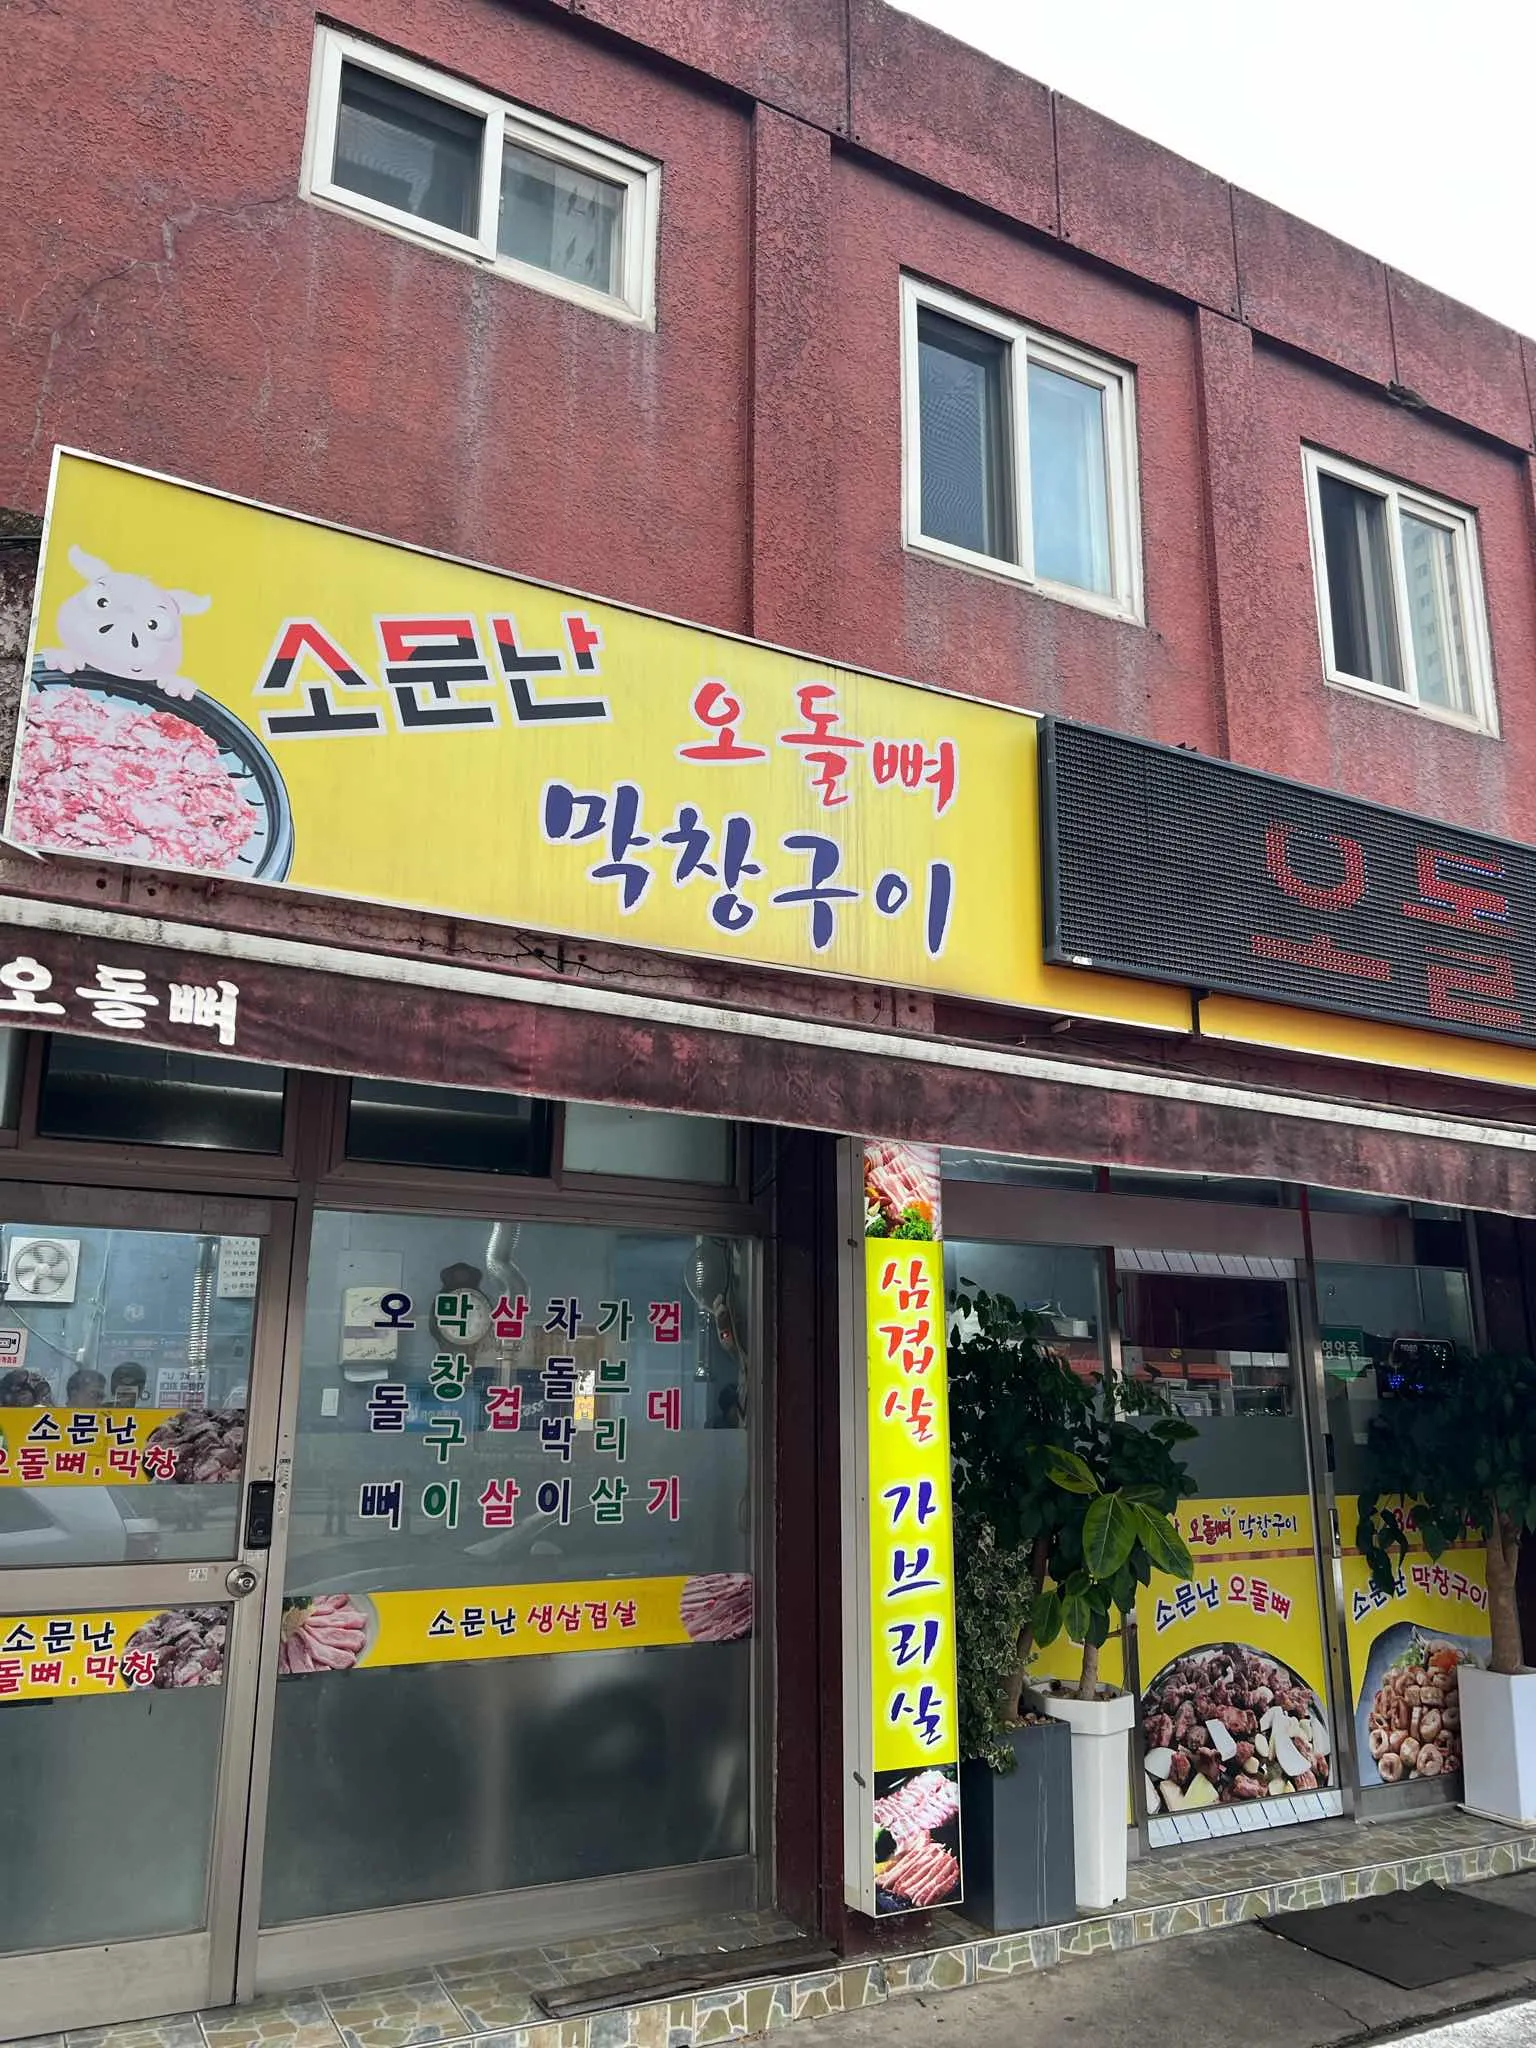 소문난
오돌뼈
막창구이
오돌
오돌뼈
오돌뼈
막창구이
삼겹살
차돌박이
가브리살
껍데기
소문난
오돌뼈.막창
소문난 생삼겹살
소문난
돌뼈.막창
삼겹살 가브리살
영업중
오돌뼈 막창구이
소문난 오돌뼈
소문난 막창구이